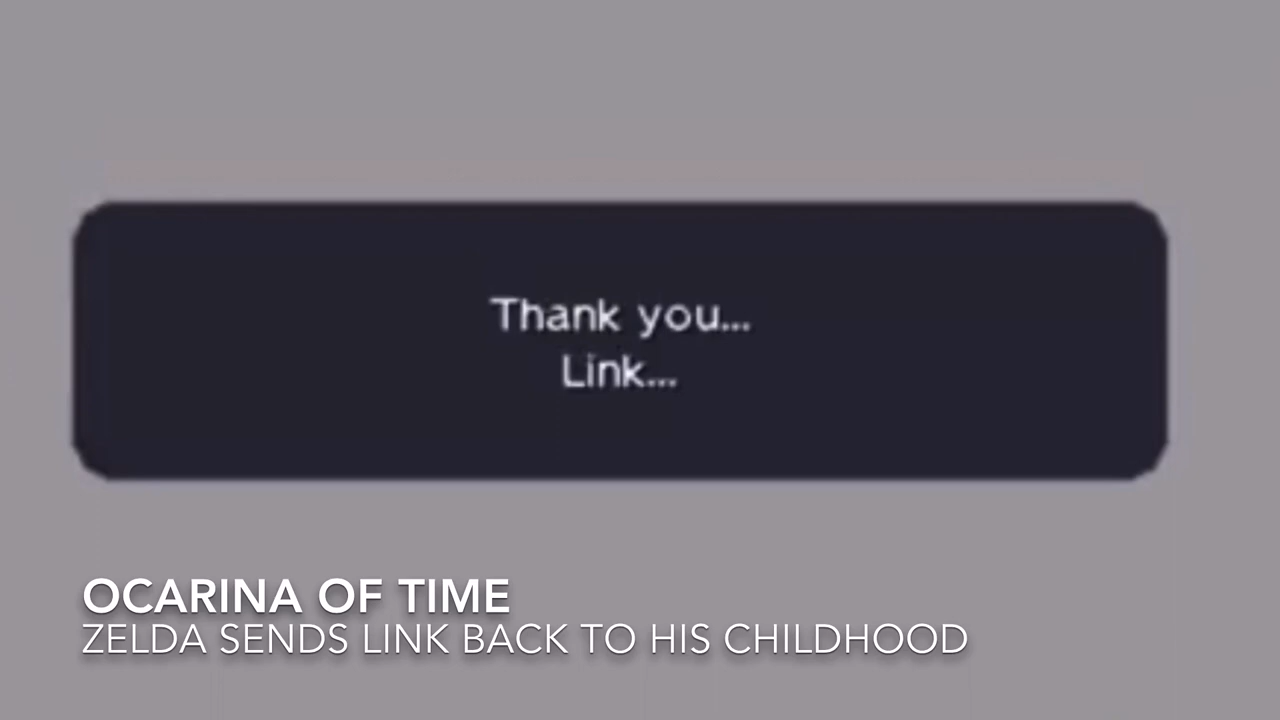 Thank you...
Link...
OCARINA OF TIME
ZELDA SENDS LINK BACK TO HIS CHILDHOOD